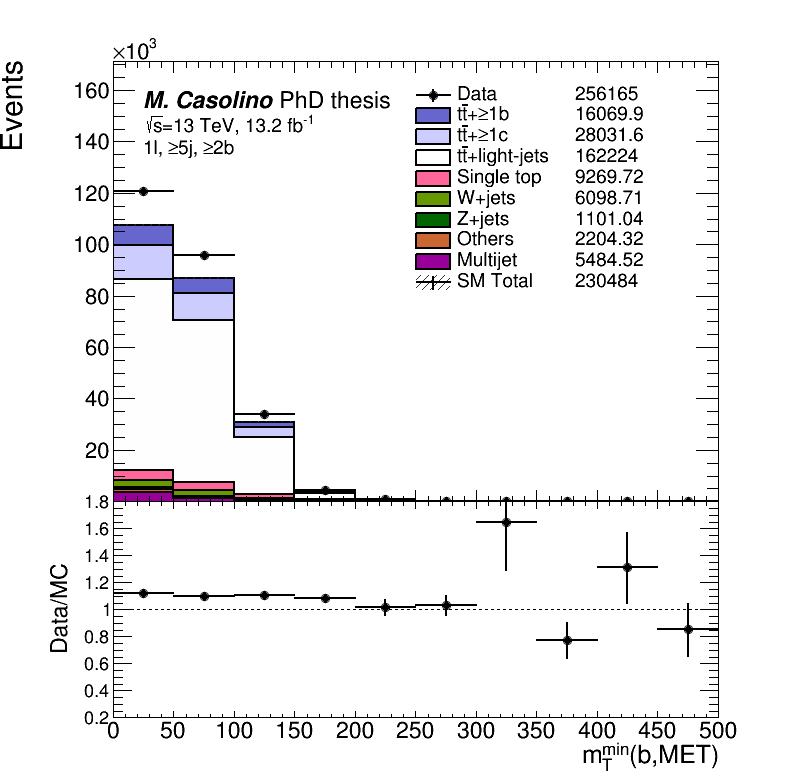 ×10³
Events
160
140
120
100
80
60
40
20
M. Casolino PhD thesis
√s=13 TeV, 13.2 fb⁻¹
1l, ≥5j, ≥2b
Data 256165
tt̄+≥1b 16069.9
tt̄+≥1c 28031.6
tt̄+light-jets 162224
Single top 9269.72
W+jets 6098.71
Z+jets 1101.04
Others 2204.32
Multijet 5484.52
SM Total 230484
Data/MC
1.8
1.6
1.4
1.2
1
0.8
0.6
0.4
0.2
0 50 100 150 200 250 300 350 400 450 500
m_T^min(b,MET)